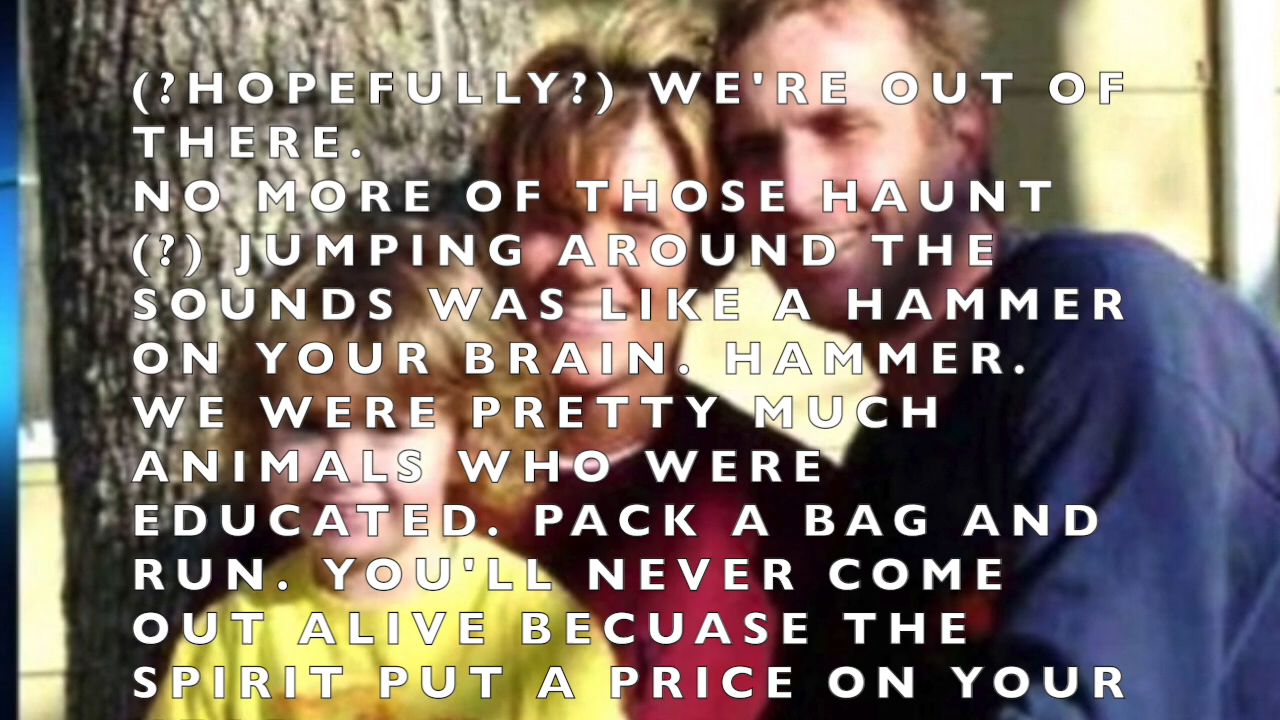 (?HOPEFULLY?) WE'RE OUT OF
THERE.
NO MORE OF THOSE HAUNT
(?) JUMPING AROUND THE
SOUNDS WAS LIKE A HAMMER
ON YOUR BRAIN. HAMMER.
WE WERE PRETTY MUCH
ANIMALS WHO WERE
EDUCATED. PACK A BAG AND
RUN. YOU'LL NEVER COME
OUT ALIVE BECUASE THE
SPIRIT PUT A PRICE ON YOUR